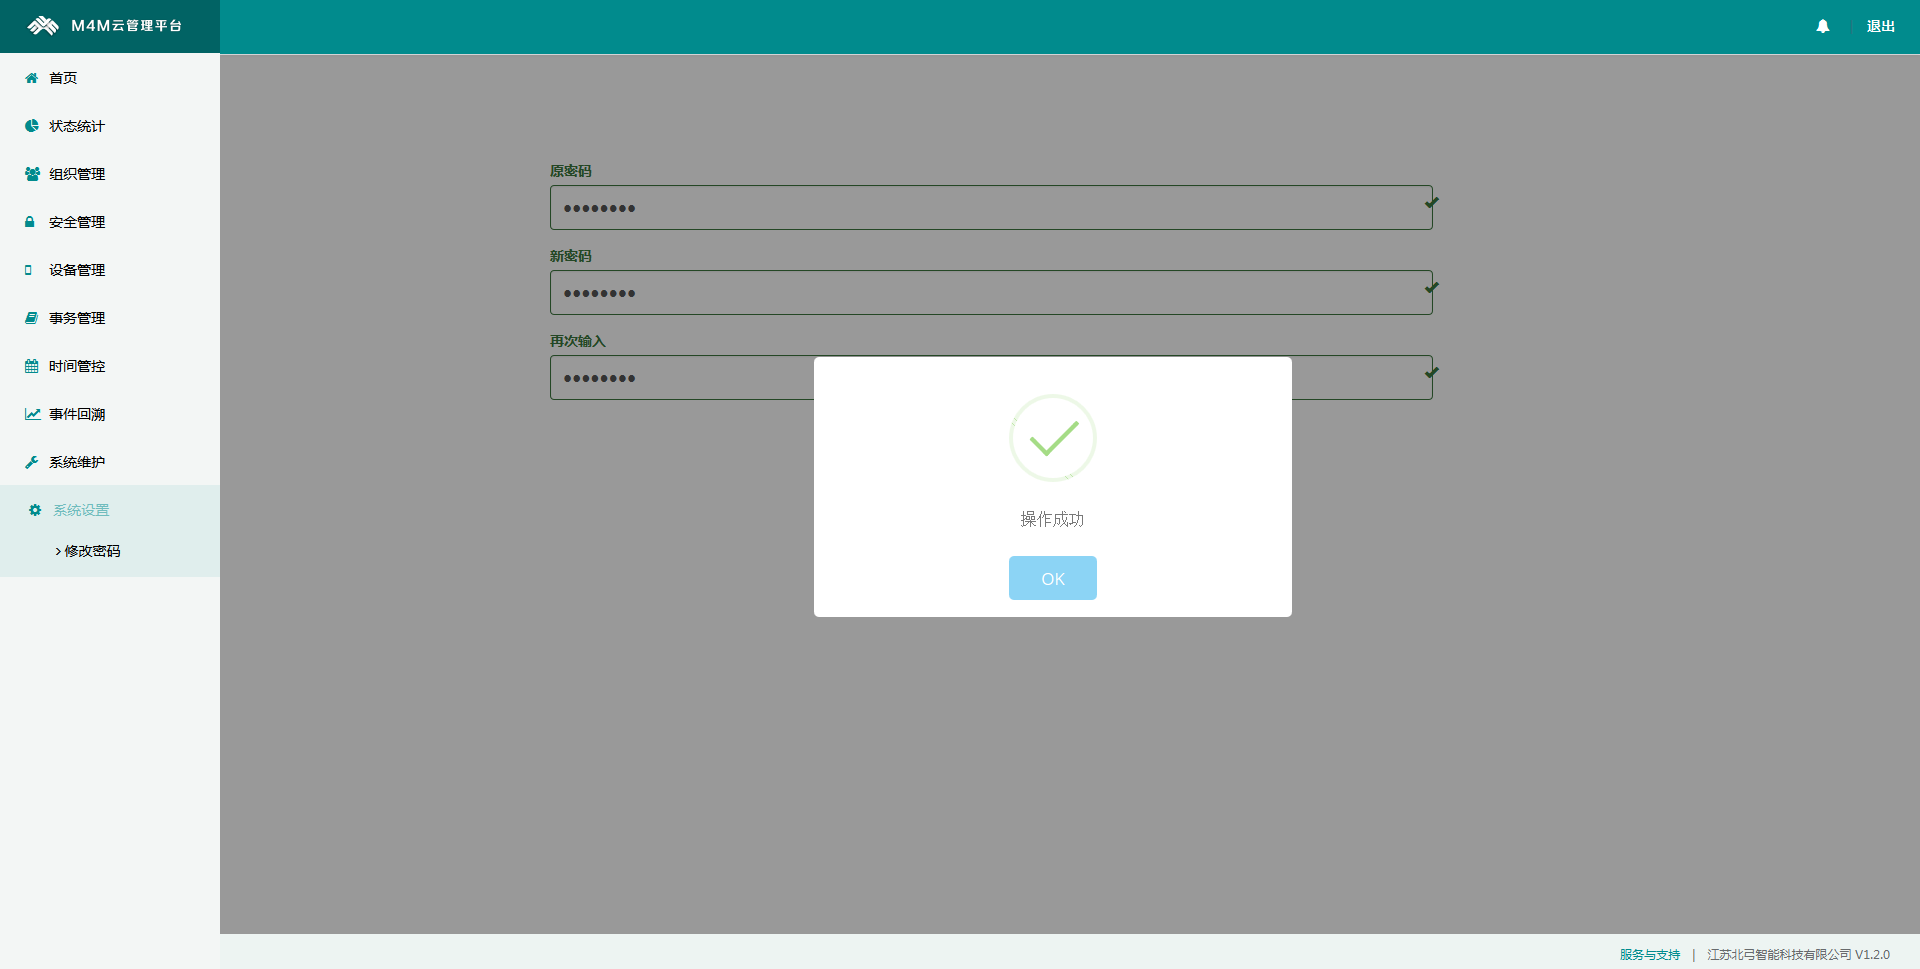 M4M云管理平台
退出
首页
状态统计
组织管理
安全管理
设备管理
事务管理
时间管控
事件回溯
系统维护
系统设置
修改密码
原密码
新密码
再次输入
操作成功
OK
服务与支持 | 江苏北弓智能科技有限公司 V1.2.0